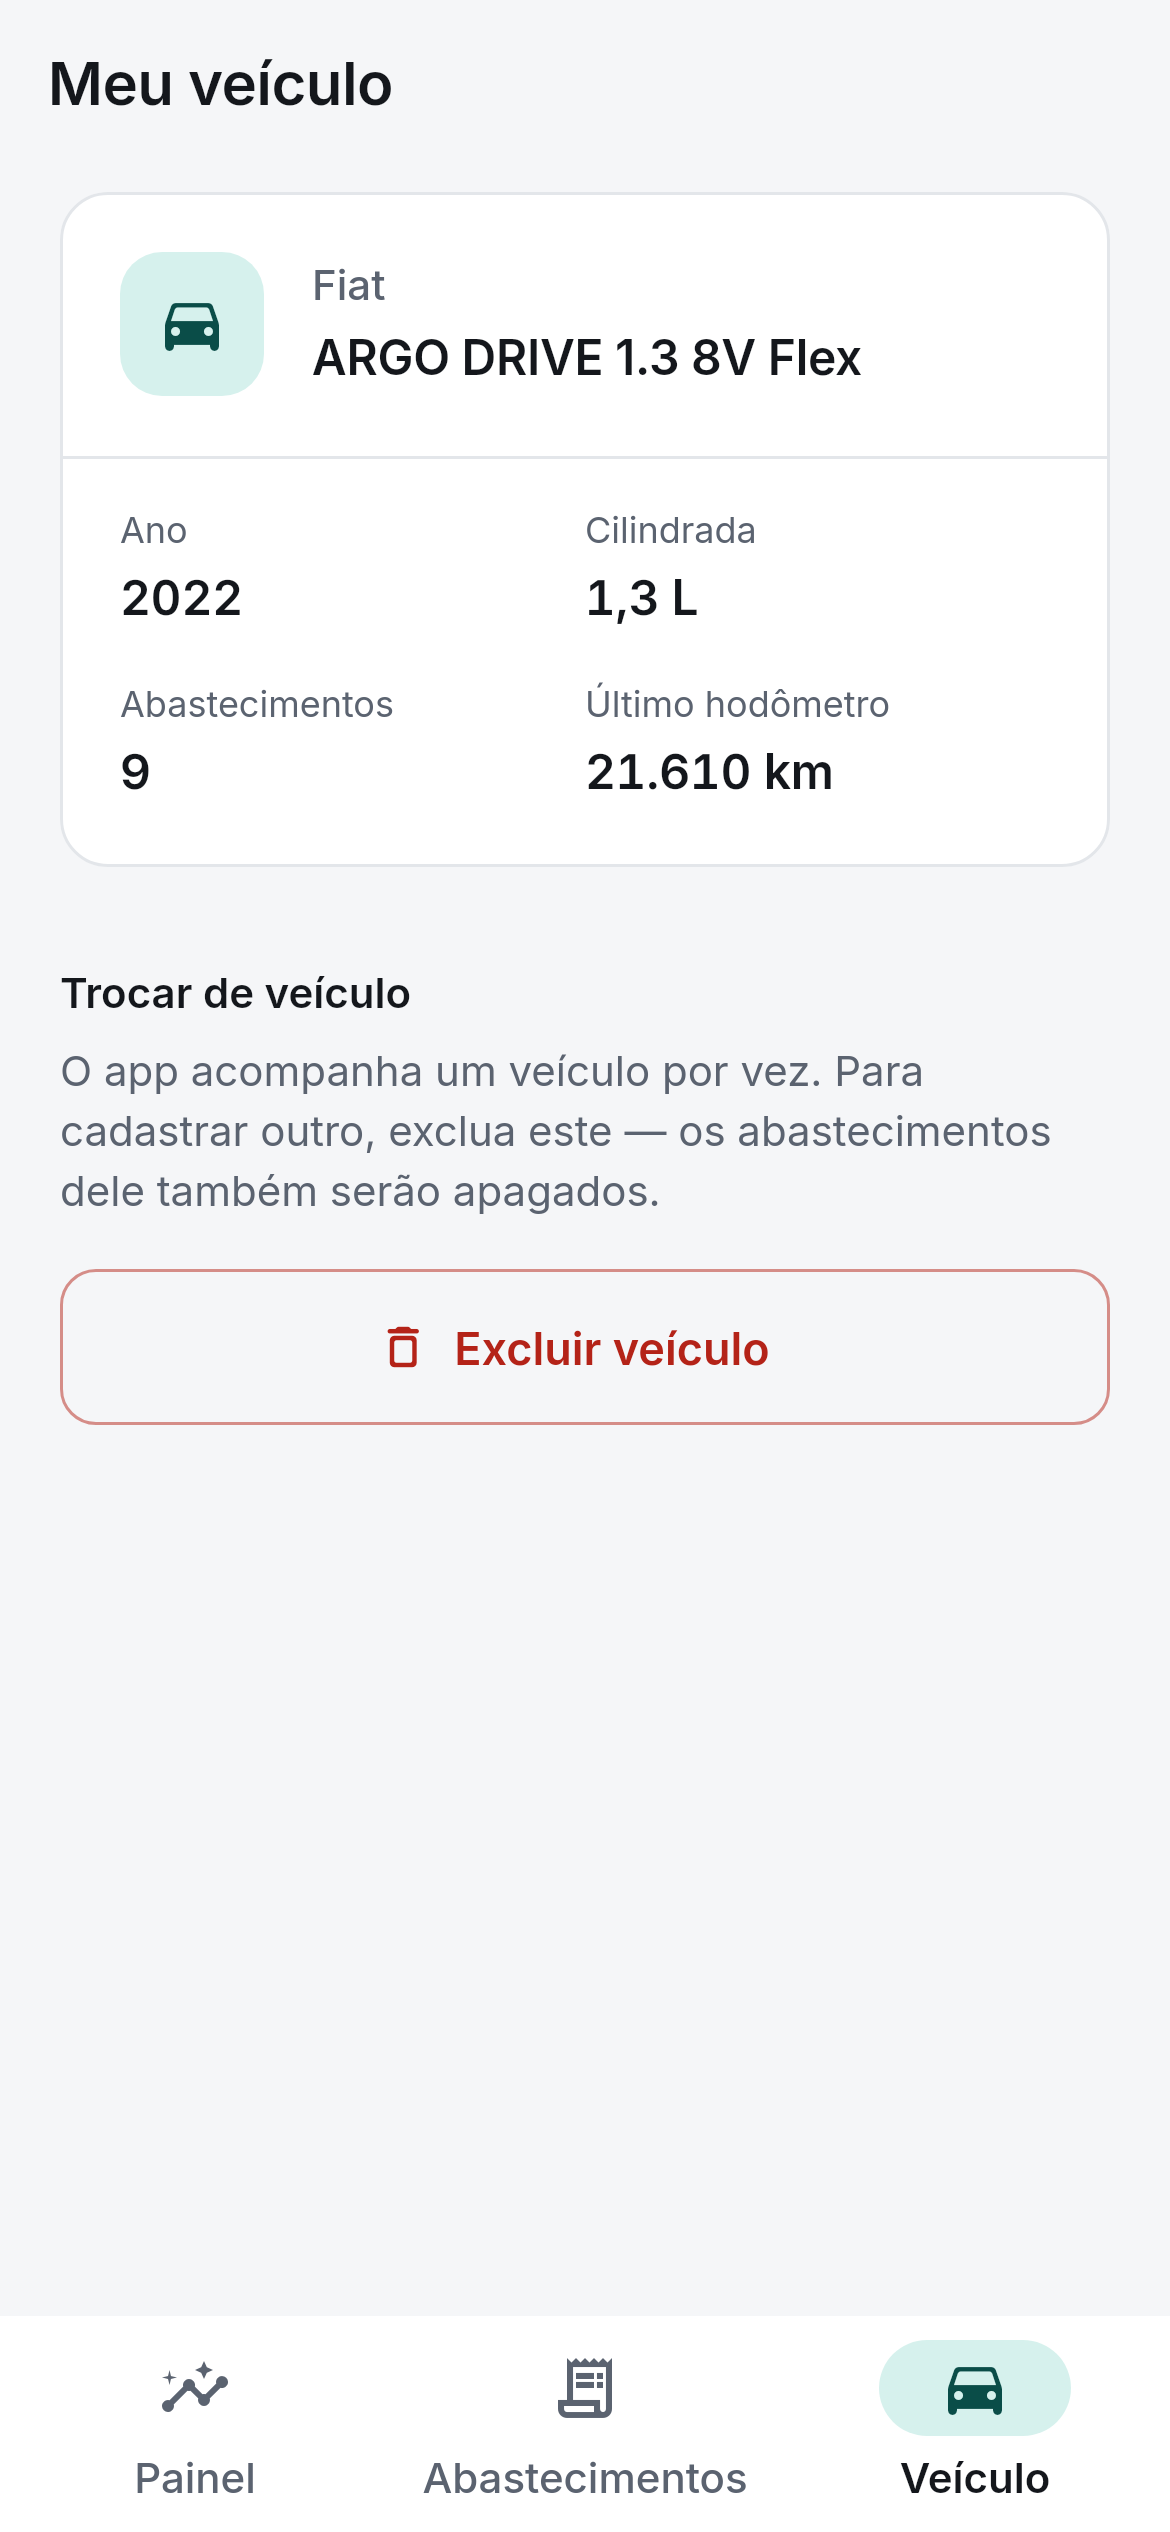 Meu veículo
Fiat
ARGO DRIVE 1.3 8V Flex
Ano
2022
Cilindrada
1,3 L
Abastecimentos
9
Último hodômetro
21.610 km
Trocar de veículo
O app acompanha um veículo por vez. Para
cadastrar outro, exclua este — os abastecimentos
dele também serão apagados.
Excluir veículo
Painel
Abastecimentos
Veículo